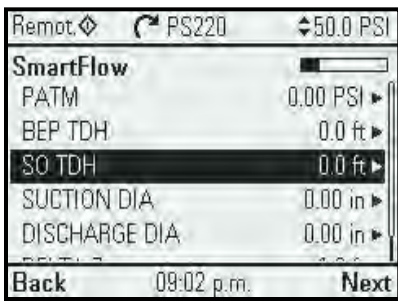 Remot. PS220 50.0 PSI
SmartFlow
PATM 0.00 PSI
BEP TDH 0.0 ft
SO TDH 0.0 ft
SUCTION DIA 0.00 in
DISCHARGE DIA 0.00 in
Back 09:02 p.m. Next